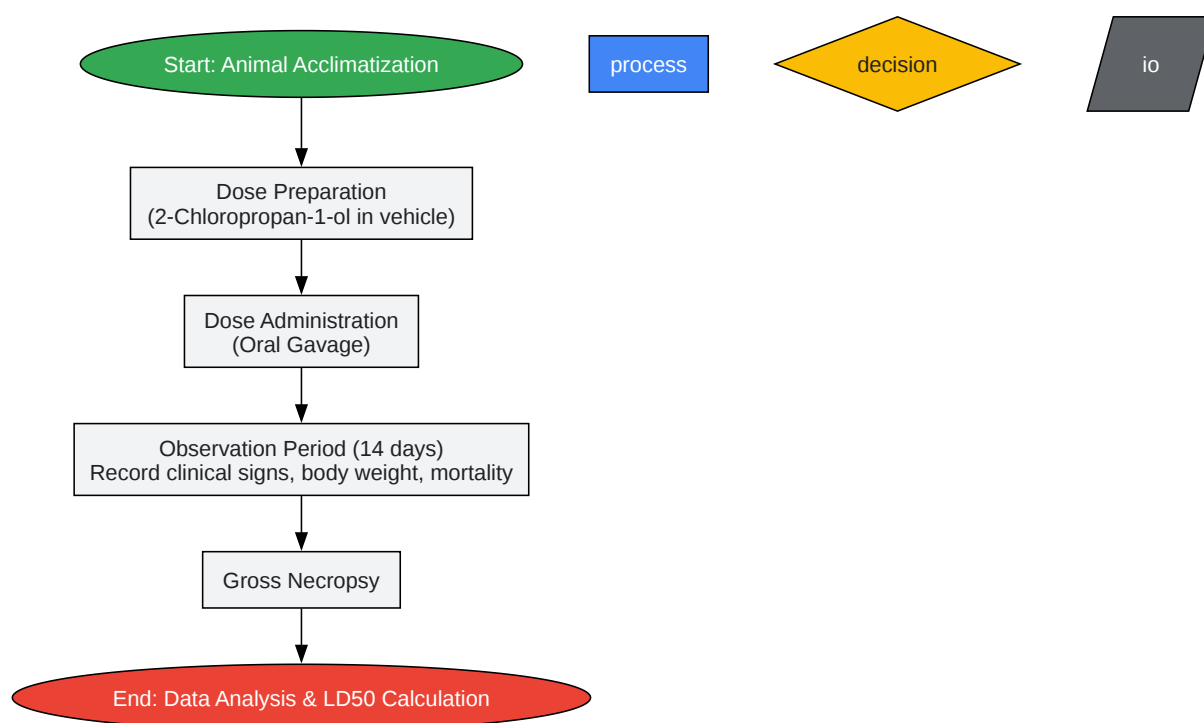 Start: Animal Acclimatization
process
decision
io
Dose Preparation
(2-Chloropropan-1-ol in vehicle)
Dose Administration
(Oral Gavage)
Observation Period (14 days)
Record clinical signs, body weight, mortality
Gross Necropsy
End: Data Analysis & LD50 Calculation